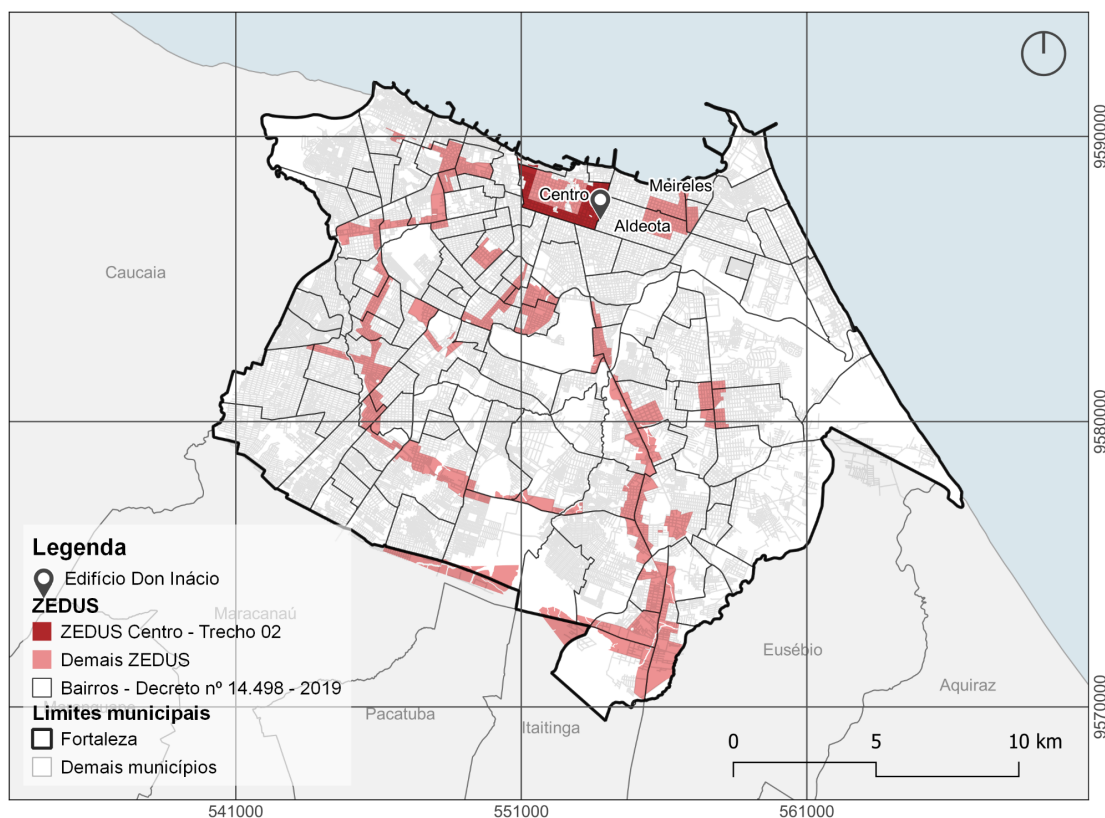 9590000
Meireles
Centro
Aldeota
Caucaia
9580000
Legenda
Edifício Don Inácio
ZEDUS
Maracanaú
ZEDUS Centro - Trecho 02
Demais ZEDUS
Eusébio
Bairros - Decreto nº 14.498 - 2019
Aquiraz
Limites municipais
Pacatuba
9570000
Fortaleza
Itaitinga
0 5 10 km
Demais municípios
541000 551000 561000